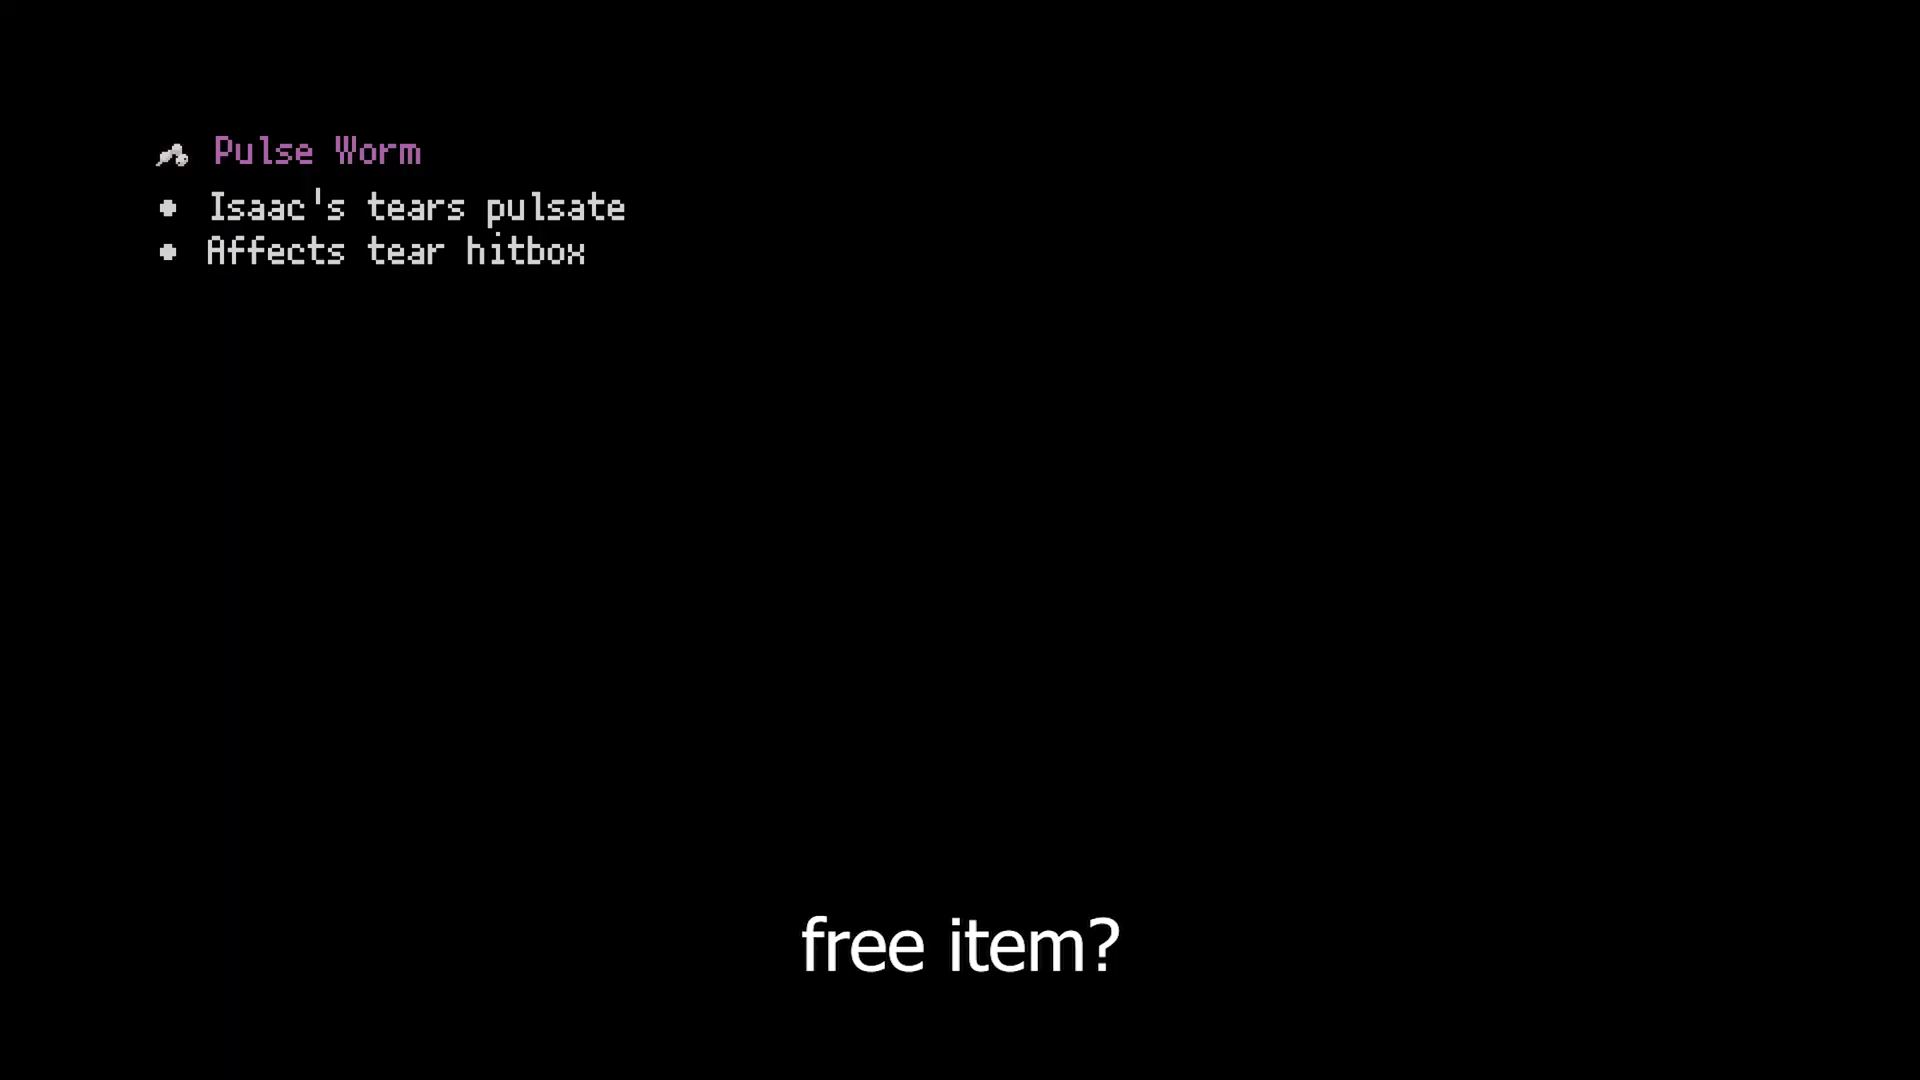 Pulse Worm
• Isaac's tears pulsate
• Affects tear hitbox
free item?